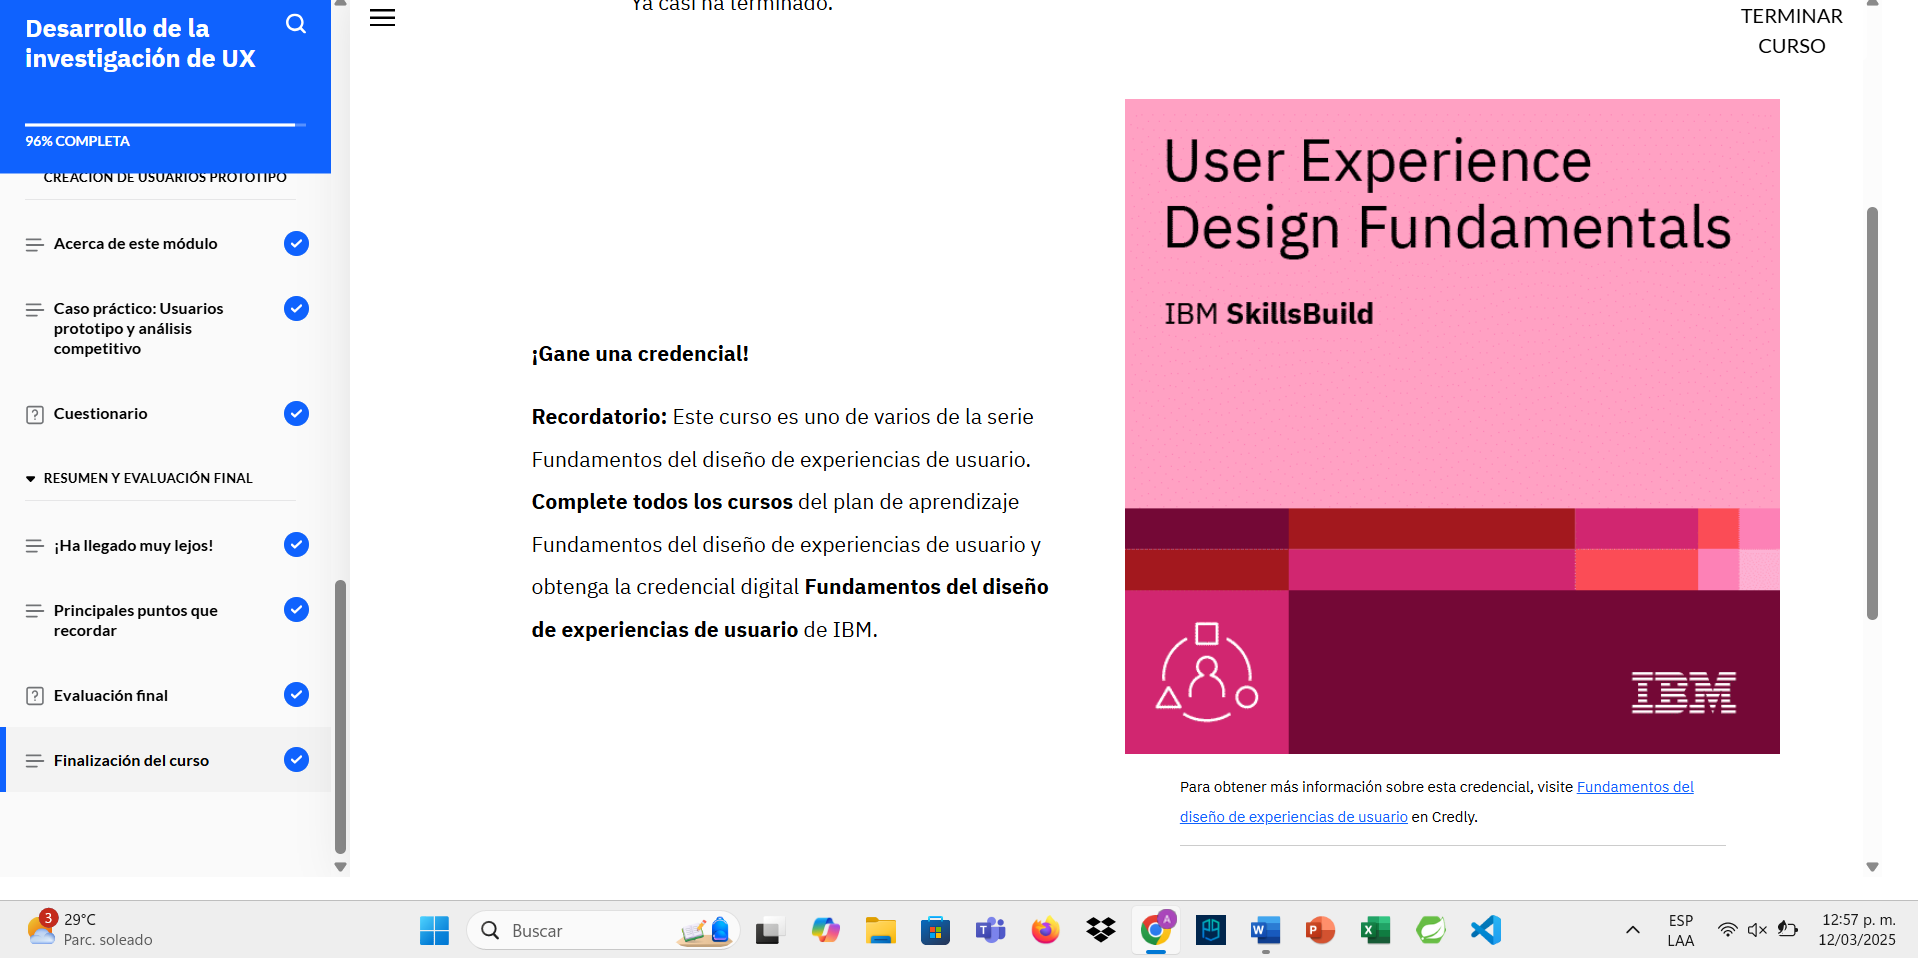 Desarrollo de la
investigación de UX
96% COMPLETA
CREACIÓN DE USUARIOS PROTOTIPO
Acerca de este módulo
Caso práctico: Usuarios
prototipo y análisis
competitivo
Cuestionario
RESUMEN Y EVALUACIÓN FINAL
¡Ha llegado muy lejos!
Principales puntos que
recordar
Evaluación final
Finalización del curso
Ya casi ha terminado.
TERMINAR
CURSO
¡Gane una credencial!
Recordatorio: Este curso es uno de varios de la serie
Fundamentos del diseño de experiencias de usuario.
Complete todos los cursos del plan de aprendizaje
Fundamentos del diseño de experiencias de usuario y
obtenga la credencial digital Fundamentos del diseño
de experiencias de usuario de IBM.
User Experience
Design Fundamentals
IBM SkillsBuild
IBM
Para obtener más información sobre esta credencial, visite Fundamentos del
diseño de experiencias de usuario en Credly.
3
29°C
Parc. soleado
Buscar
A
ESP
LAA
12:57 p. m.
12/03/2025